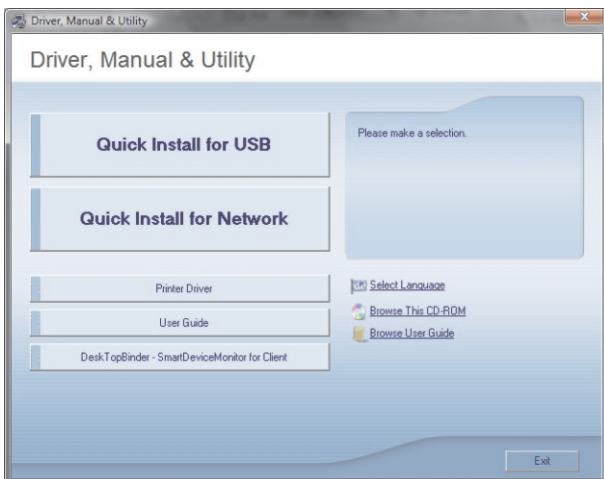 Driver, Manual & Utility
Driver, Manual & Utility
Quick Install for USB
Quick Install for Network
Printer Driver
User Guide
DeskTopBinder - SmartDeviceMonitor for Client
Please make a selection.
Select Language
Browse This CD-ROM
Browse User Guide
Exit